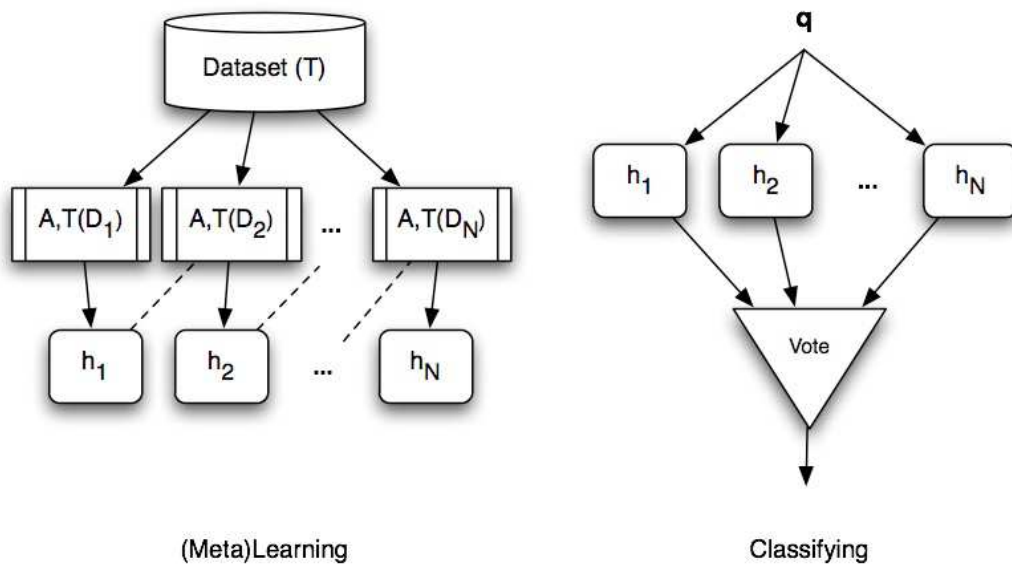 Dataset (T)
A,T(D1) A,T(D2) ... A,T(DN)
h1 h2 ... hN
(Meta)Learning
q
h1 h2 ... hN
Vote
Classifying